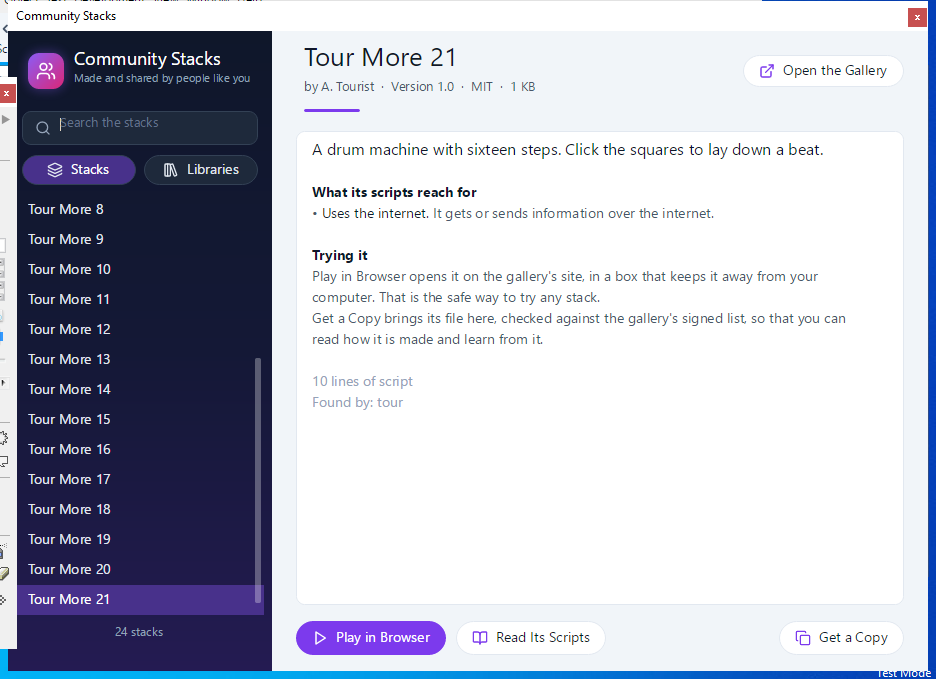 Community Stacks
x
Community Stacks
Made and shared by people like you
Search the stacks
Stacks
Libraries
Tour More 8
Tour More 9
Tour More 10
Tour More 11
Tour More 12
Tour More 13
Tour More 14
Tour More 15
Tour More 16
Tour More 17
Tour More 18
Tour More 19
Tour More 20
Tour More 21
24 stacks
Tour More 21
by A. Tourist · Version 1.0 · MIT · 1 KB
Open the Gallery
A drum machine with sixteen steps. Click the squares to lay down a beat.
What its scripts reach for
• Uses the internet. It gets or sends information over the internet.
Trying it
Play in Browser opens it on the gallery's site, in a box that keeps it away from your
computer. That is the safe way to try any stack.
Get a Copy brings its file here, checked against the gallery's signed list, so that you can
read how it is made and learn from it.
10 lines of script
Found by: tour
Play in Browser
Read Its Scripts
Get a Copy
Test Mode